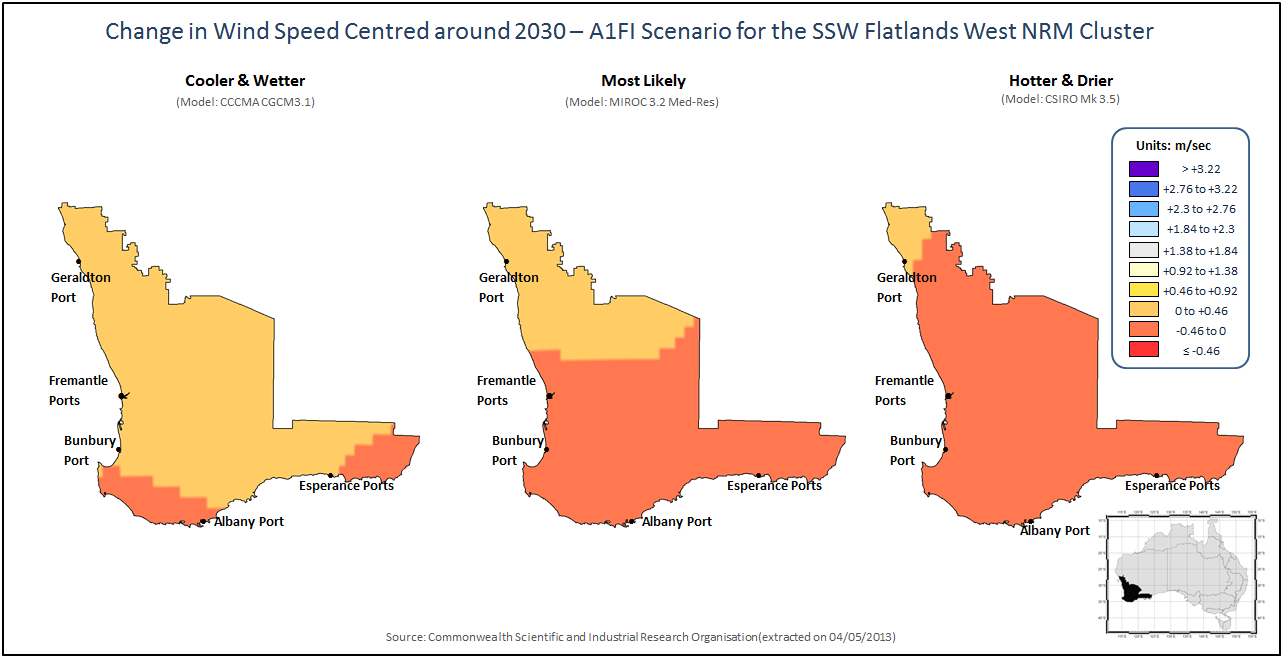 Change in Wind Speed Centred around 2030 – A1FI Scenario for the SSW Flatlands West NRM Cluster
Cooler & Wetter
(Model: CCCMA CGCM3.1)
Most Likely
(Model: MIROC 3.2 Med-Res)
Hotter & Drier
(Model: CSIRO Mk 3.5)
Units: m/sec
> +3.22
+2.76 to +3.22
+2.3 to +2.76
+1.84 to +2.3
+1.38 to +1.84
+0.92 to +1.38
+0.46 to +0.92
0 to +0.46
-0.46 to 0
≤ -0.46
Geraldton
Port
Fremantle
Ports
Bunbury
Port
Esperance Ports
Albany Port
Geraldton
Port
Fremantle
Ports
Bunbury
Port
Esperance Ports
Albany Port
Geraldton
Port
Fremantle
Ports
Bunbury
Port
Esperance Ports
Albany Port
Source: Commonwealth Scientific and Industrial Research Organisation(extracted on 04/05/2013)